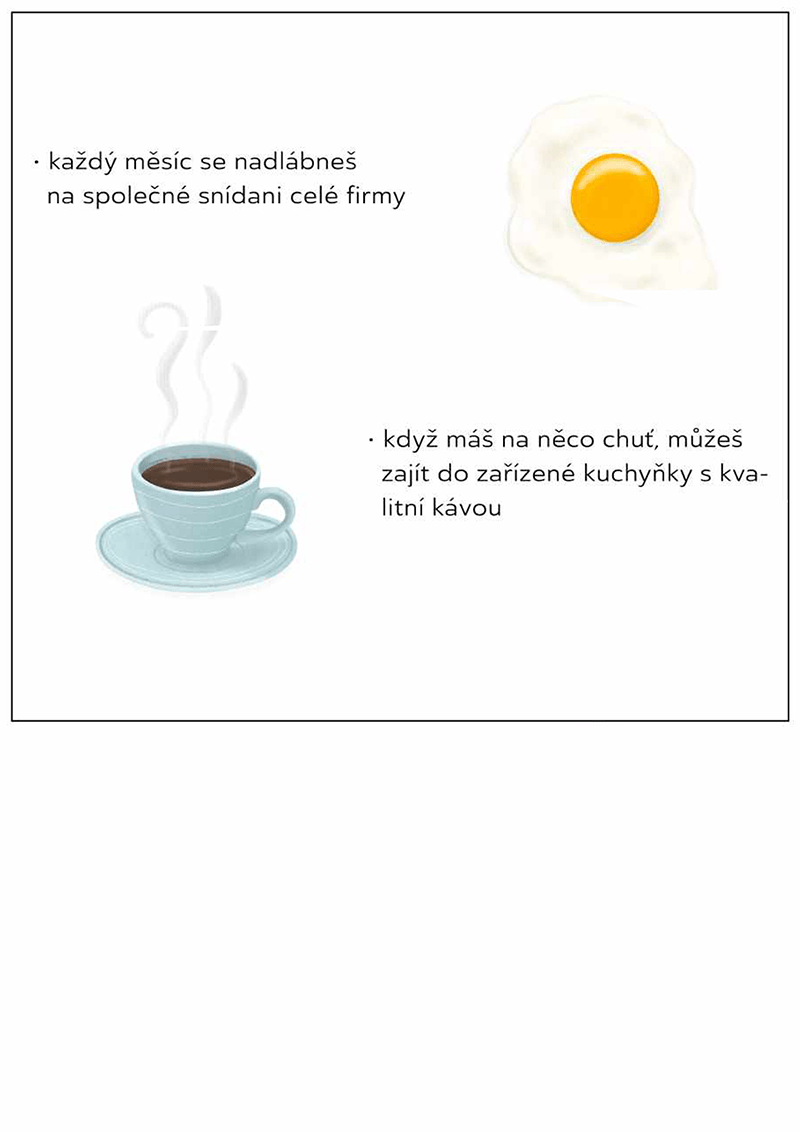 · každý měsíc se nadlábneš
na společné snídani celé firmy
· když máš na něco chuť, můžeš
zajít do zařízené kuchyňky s kva-
litní kávou